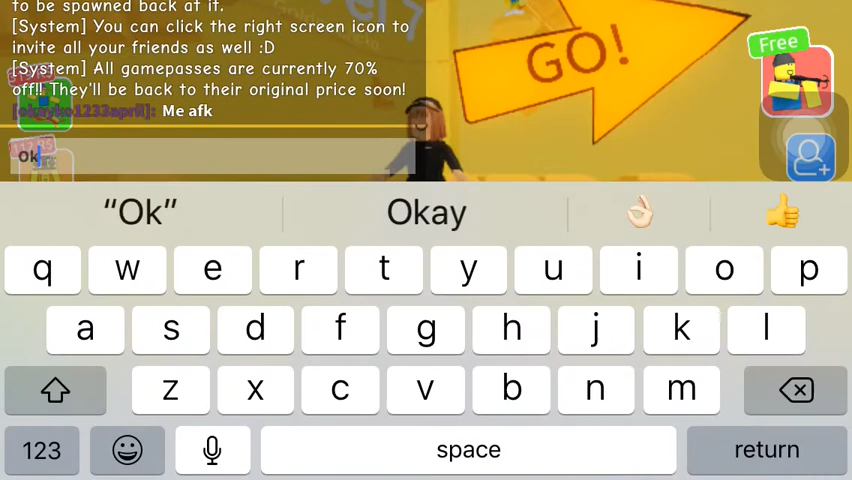 to be spawned back at it.
[System] You can click the right screen icon to
invite all your friends as well :D
[System] All gamepasses are currently 70%
off!! They'll be back to their original price soon!
[okayko1233april]: Me afk
Ok
GO!
Free
“Ok” Okay 👌🏻 👍
q w e r t y u i o p
a s d f g h j k l
z x c v b n m
123 space return